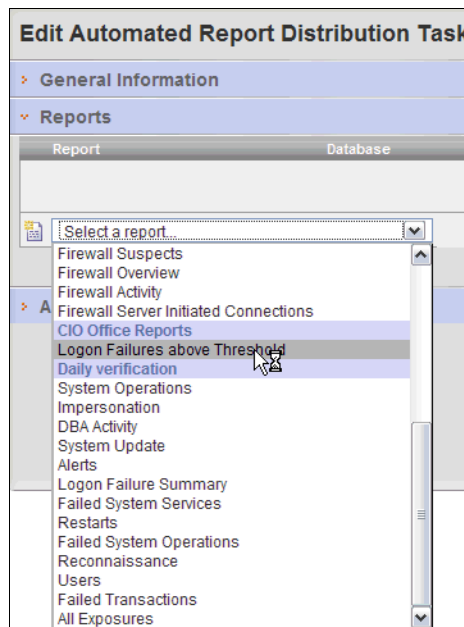 Edit Automated Report Distribution Task
General Information
Reports
Report Database
Select a report...
Firewall Suspects
Firewall Overview
Firewall Activity
A
Firewall Server Initiated Connections
CIO Office Reports
Logon Failures above Threshold
Daily verification
System Operations
Impersonation
DBA Activity
System Update
Alerts
Logon Failure Summary
Failed System Services
Restarts
Failed System Operations
Reconnaissance
Users
Failed Transactions
All Exposures